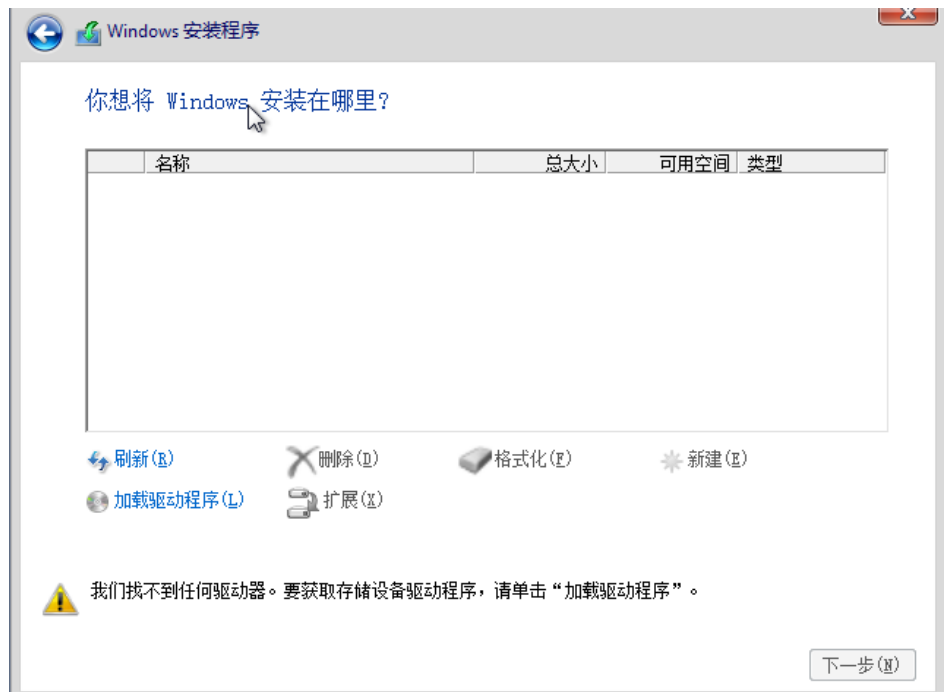 Windows 安装程序
你想将 Windows 安装在哪里?
名称 总大小 可用空间 类型
刷新(R) 删除(D) 格式化(F) 新建(E)
加载驱动程序(L) 扩展(X)
我们找不到任何驱动器。要获取存储设备驱动程序，请单击“加载驱动程序”。
下一步(N)